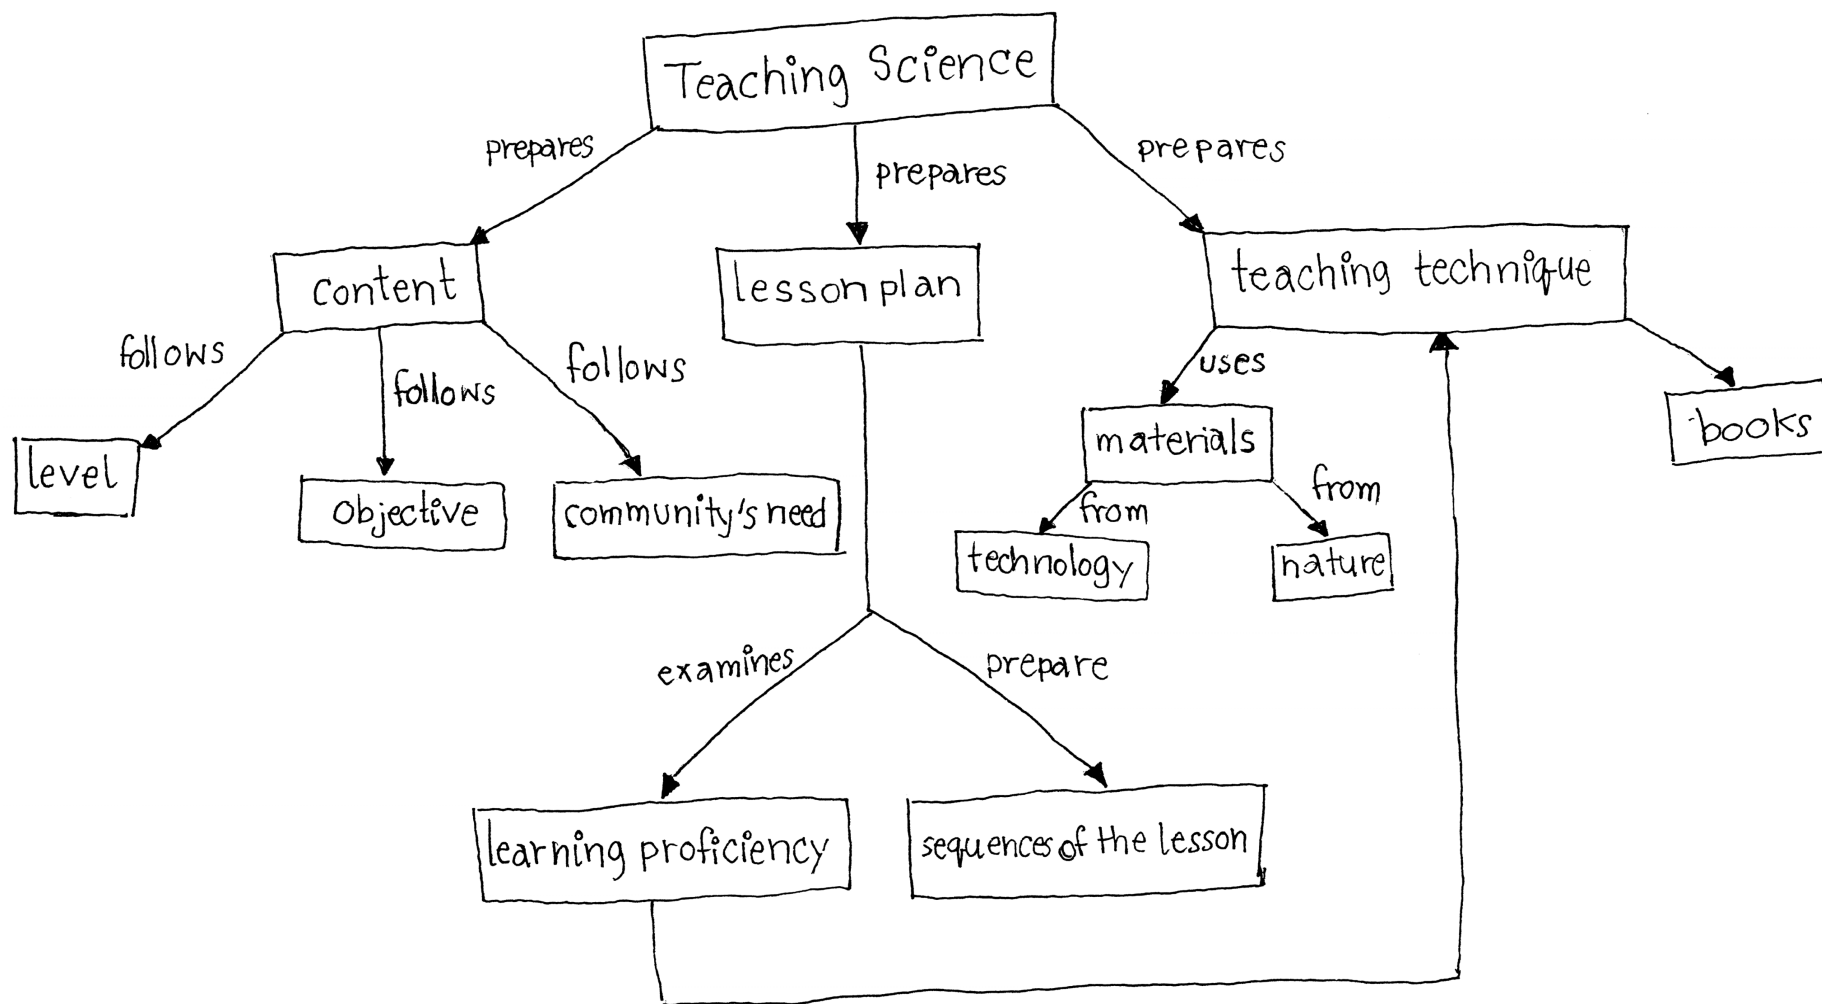 Teaching Science
prepares
prepares
prepares
content
lesson plan
teaching technique
follows
follows
follows
uses
level
objective
community's need
materials
books
from
from
technology
nature
examines
prepare
learning proficiency
sequences of the lesson